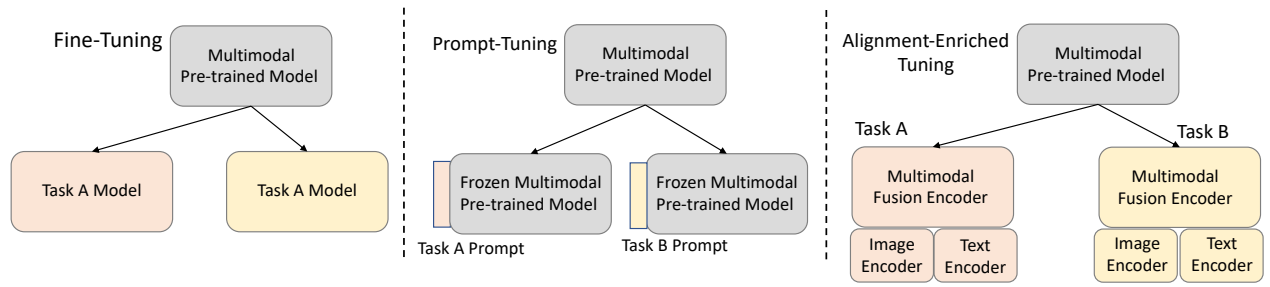 Fine-Tuning
Multimodal
Pre-trained Model
Task A Model
Task A Model
Prompt-Tuning
Multimodal
Pre-trained Model
Frozen Multimodal
Pre-trained Model
Frozen Multimodal
Pre-trained Model
Task A Prompt
Task B Prompt
Alignment-Enriched
Tuning
Multimodal
Pre-trained Model
Task A
Task B
Multimodal
Fusion Encoder
Image
Encoder
Text
Encoder
Multimodal
Fusion Encoder
Image
Encoder
Text
Encoder